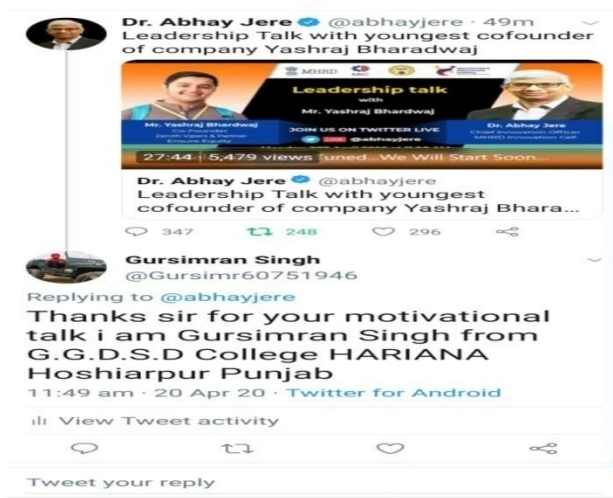 Dr. Abhay Jere @abhayjere · 49m
Leadership Talk with youngest cofounder
of company Yashraj Bharadwaj
MHRD
MIC
Leadership talk
with
Mr. Yashraj Bhardwaj
Mr. Yashraj Bhardwaj
Co-Founder
Zenith Vipers & Partner
Ensure Equity
JOIN US ON TWITTER LIVE
LIVE @abhayjere
Dr. Abhay Jere
Chief Innovation Officer
MHRD Innovation Cell
27:44 5,479 views Tuned...We Will Start Soon...
Dr. Abhay Jere @abhayjere
Leadership Talk with youngest
cofounder of company Yashraj Bhara...
347 248 296
Gursimran Singh
@Gursimr60751946
Replying to @abhayjere
Thanks sir for your motivational
talk i am Gursimran Singh from
G.G.D.S.D College HARIANA
Hoshiarpur Punjab
11:49 am · 20 Apr 20 · Twitter for Android
View Tweet activity
Tweet your reply